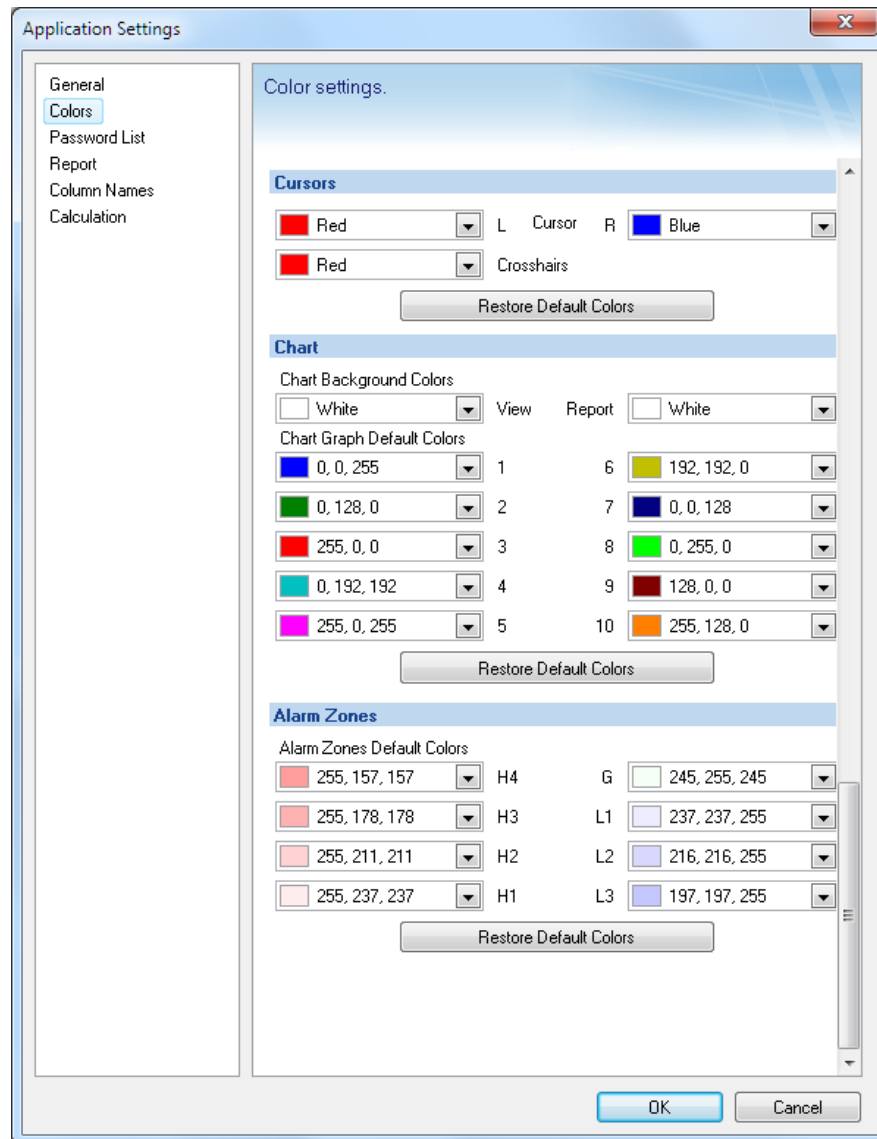 Application Settings
General
Colors
Password List
Report
Column Names
Calculation
Color settings.
Cursors
Red L Cursor R Blue
Red Crosshairs
Restore Default Colors
Chart
Chart Background Colors
White View Report White
Chart Graph Default Colors
0, 0, 255 1 6 192, 192, 0
0, 128, 0 2 7 0, 0, 128
255, 0, 0 3 8 0, 255, 0
0, 192, 192 4 9 128, 0, 0
255, 0, 255 5 10 255, 128, 0
Restore Default Colors
Alarm Zones
Alarm Zones Default Colors
255, 157, 157 H4 G 245, 255, 245
255, 178, 178 H3 L1 237, 237, 255
255, 211, 211 H2 L2 216, 216, 255
255, 237, 237 H1 L3 197, 197, 255
Restore Default Colors
OK Cancel